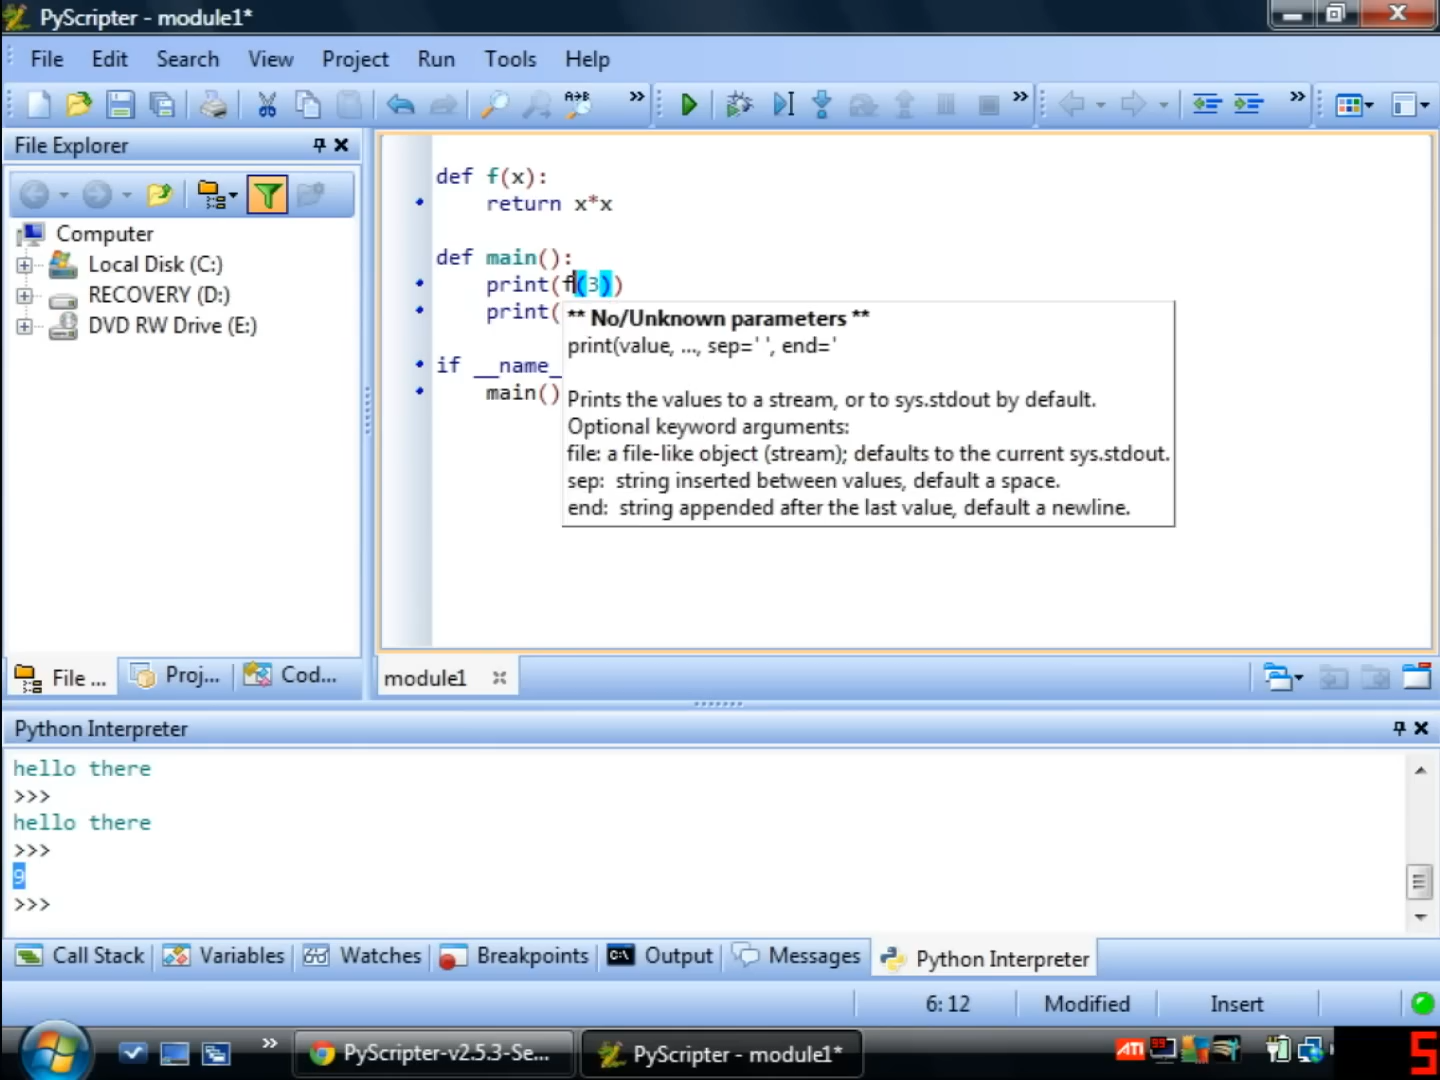 PyScripter - module1*
File Edit Search View Project Run Tools Help
File Explorer
Computer
Local Disk (C:)
RECOVERY (D:)
DVD RW Drive (E:)
File ... Proj... Cod...
def f(x):
return x*x
def main():
print(f(3))
print(
if __name_
main()
** No/Unknown parameters **
print(value, ..., sep=' ', end='
Prints the values to a stream, or to sys.stdout by default.
Optional keyword arguments:
file: a file-like object (stream); defaults to the current sys.stdout.
sep: string inserted between values, default a space.
end: string appended after the last value, default a newline.
module1
Python Interpreter
hello there
>>>
hello there
>>>
9
>>>
Call Stack Variables Watches Breakpoints Output Messages Python Interpreter
6: 12 Modified Insert
PyScripter-v2.5.3-Se... PyScripter - module1* ATI 99 5